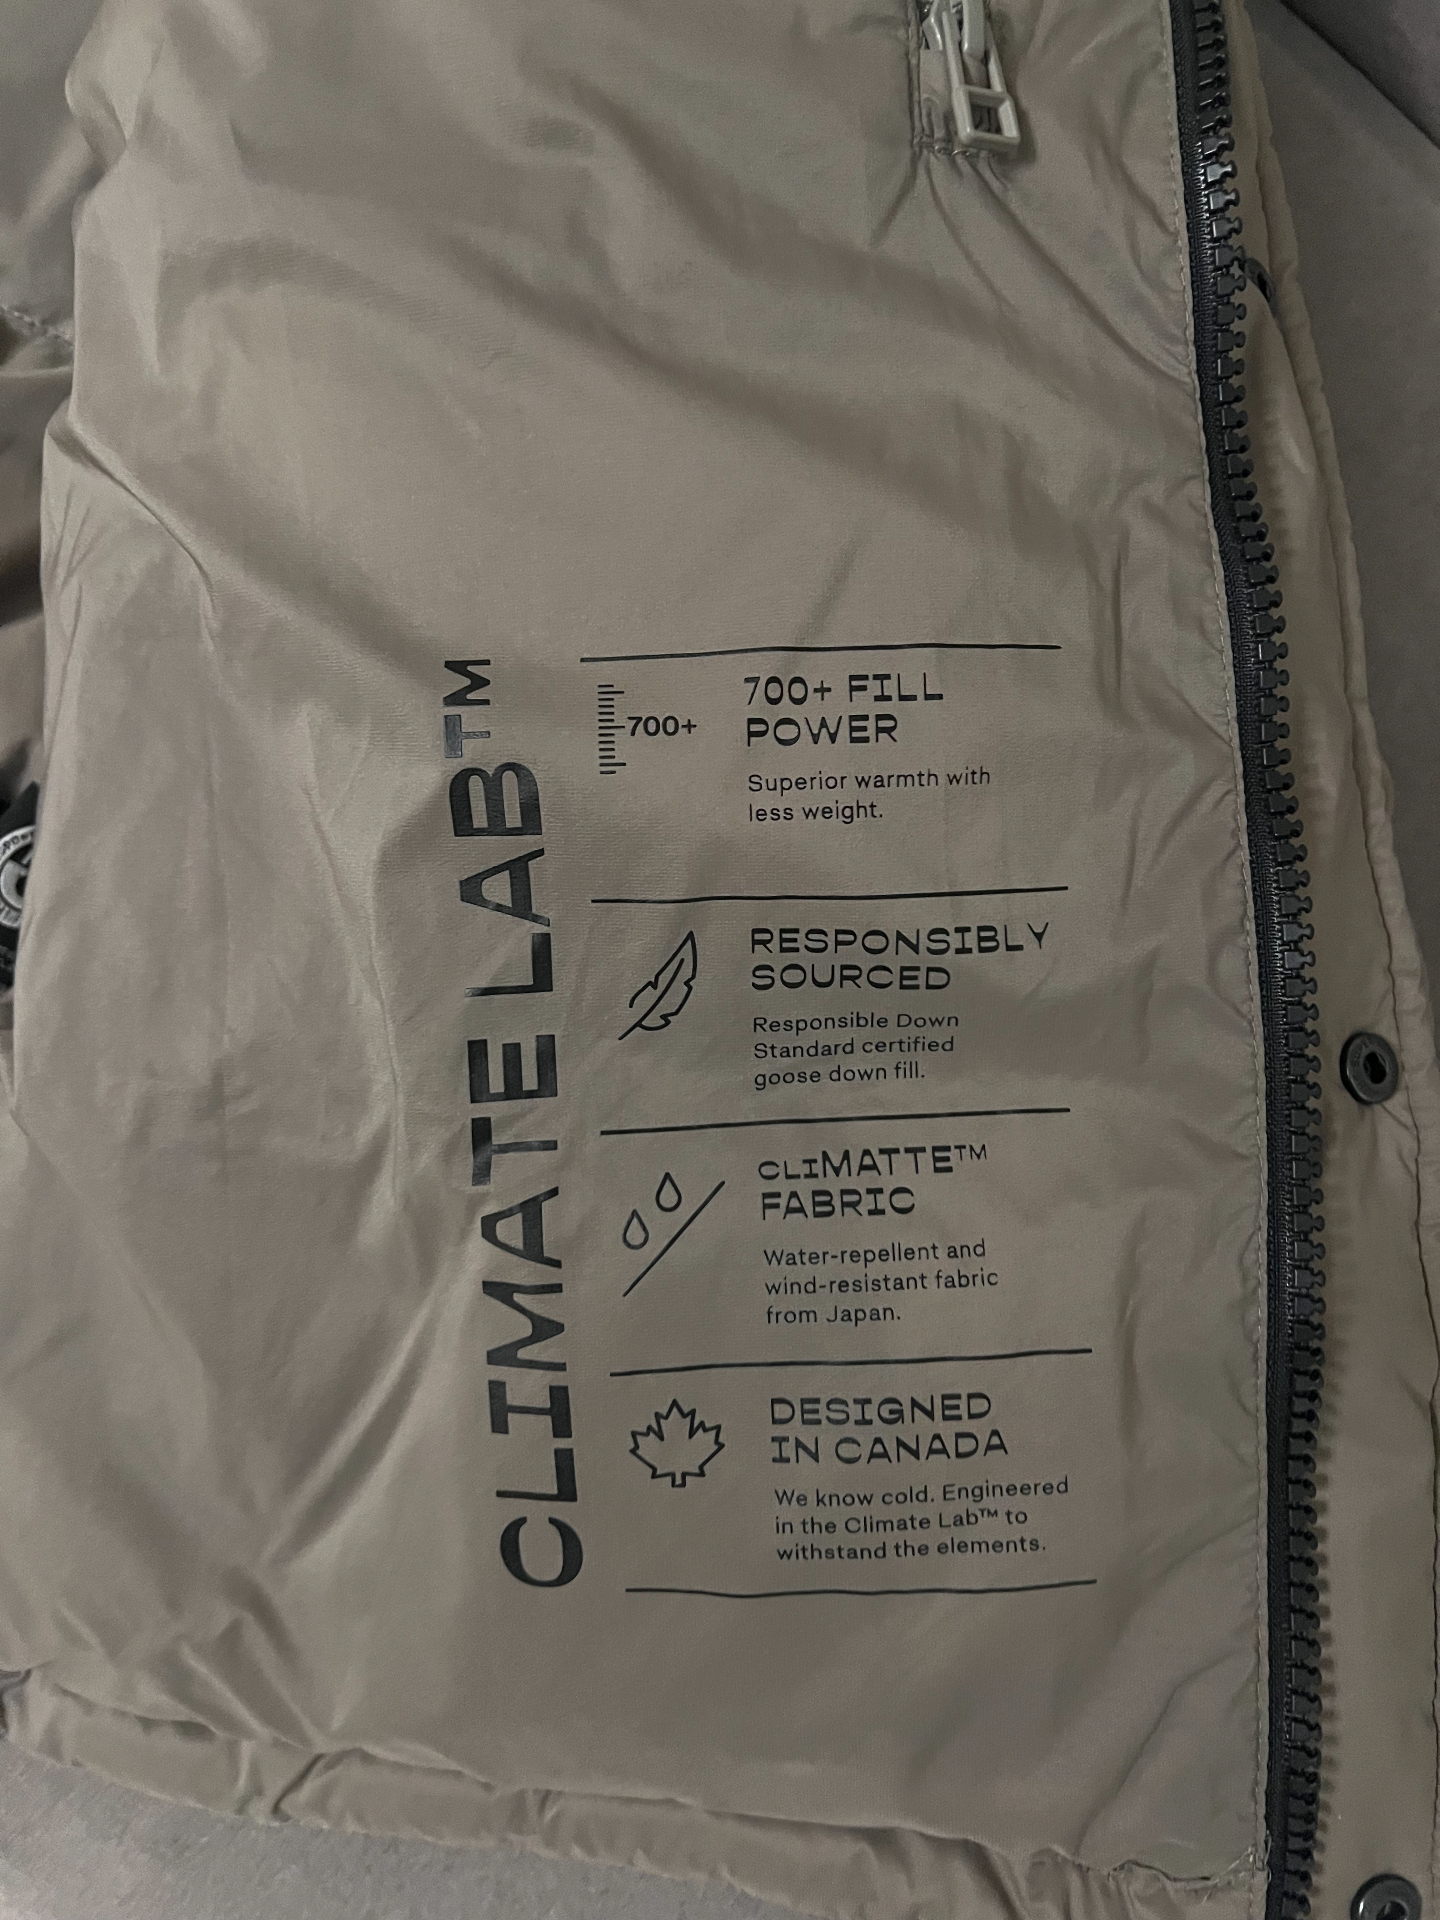 CLIMATE LAB™
700+
700+ FILL
POWER
Superior warmth with
less weight.
RESPONSIBLY
SOURCED
Responsible Down
Standard certified
goose down fill.
CLIMATTE™
FABRIC
Water-repellent and
wind-resistant fabric
from Japan.
DESIGNED
IN CANADA
We know cold. Engineered
in the Climate Lab™ to
withstand the elements.